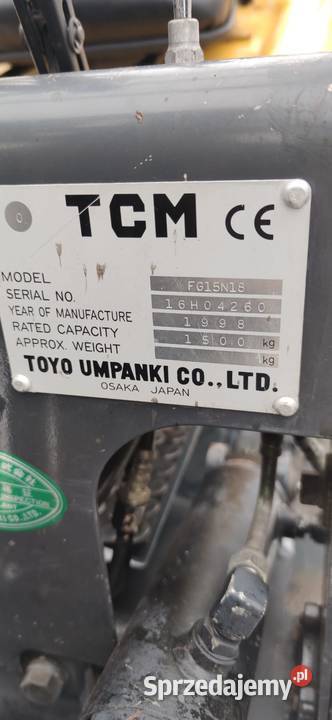 TCM CE
MODEL FG15N18
SERIAL NO. 16H04260
YEAR OF MANUFACTURE 1998
RATED CAPACITY 1500 kg
APPROX. WEIGHT kg
TOYO UMPANKI CO., LTD.
OSAKA JAPAN
Sprzedajemy.pl